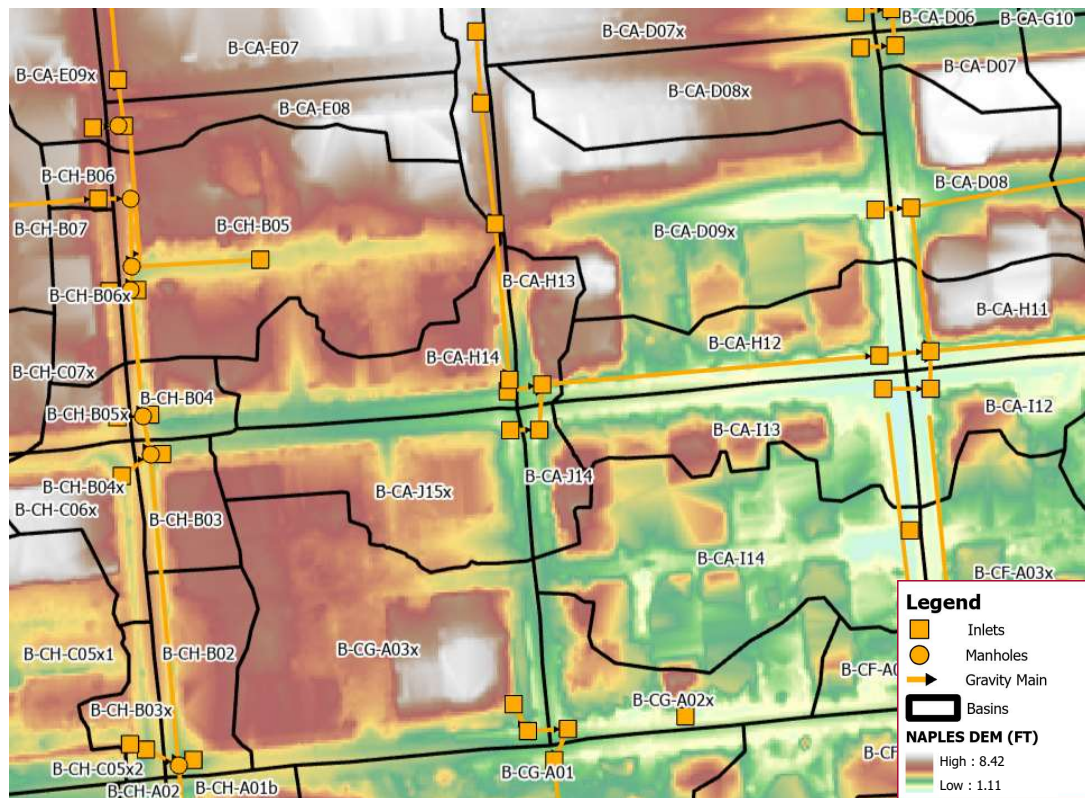 B-CA-D06
B-CA-G10
B-CA-D07x
B-CA-E07
B-CA-E09x
B-CA-D07
B-CA-D08x
B-CA-E08
B-CH-B06
B-CA-D08
B-CH-B07
B-CH-B05
B-CA-D09x
B-CA-H13
B-CH-B06x
B-CA-H11
B-CA-H12
B-CA-H14
B-CH-C07x
B-CH-B04
B-CH-B05x
B-CA-I12
B-CA-I13
B-CA-J14
B-CH-B04x
B-CA-J15x
B-CH-C06x
B-CH-B03
B-CA-I14
B-CF-A03x
B-CH-C05x1
B-CH-B02
B-CG-A03x
B-CF-A0
B-CG-A02x
B-CH-B03x
B-CF
B-CH-C05x2
B-CG-A01
B-CH-A01b
B-CH-A02
Legend
Inlets
Manholes
Gravity Main
Basins
NAPLES DEM (FT)
High : 8.42
Low : 1.11